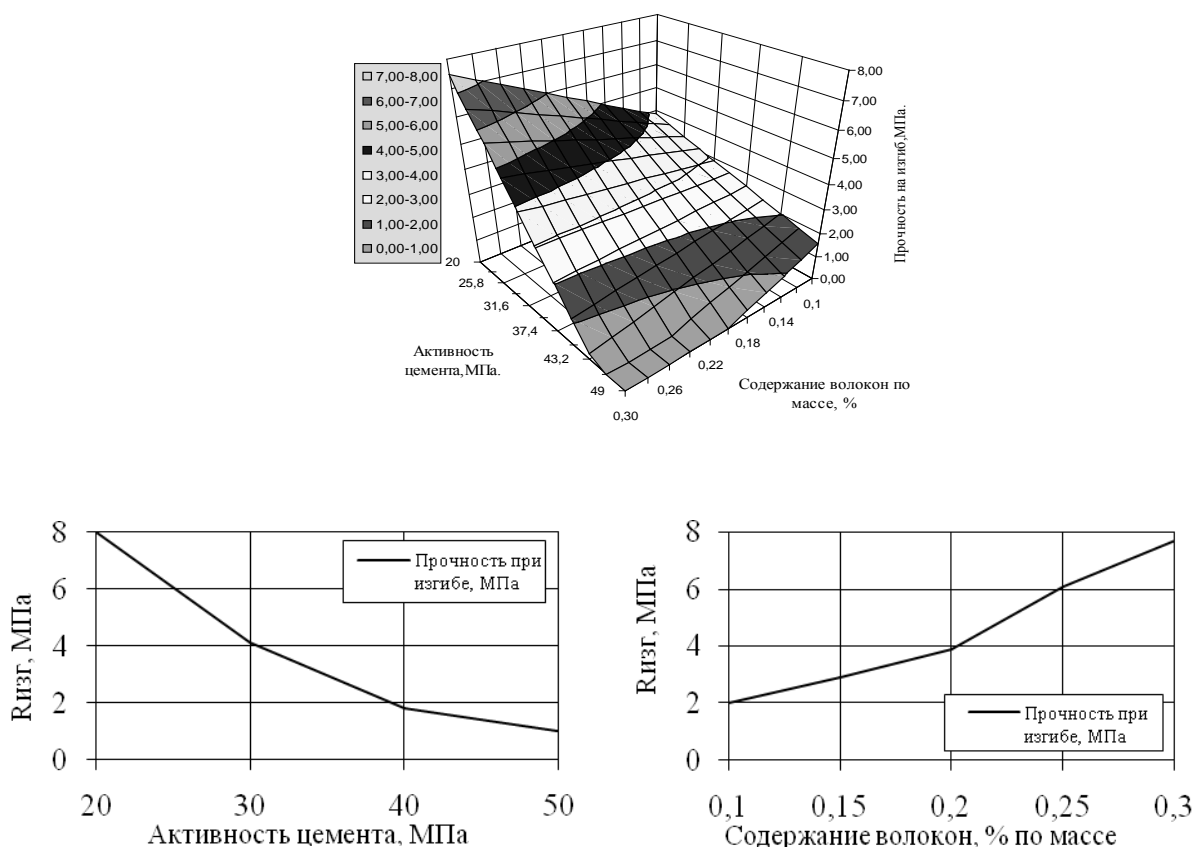 7,00-8,00
6,00-7,00
5,00-6,00
4,00-5,00
3,00-4,00
2,00-3,00
1,00-2,00
0,00-1,00
8,00
7,00
6,00
5,00
4,00
3,00
2,00
1,00
0,00
Прочность на изгиб,МПа.
20
25,8
31,6
37,4
43,2
49
Активность
цемента,МПа.
0,1
0,14
0,18
0,22
0,26
0,30
Содержание волокон по
массе, %
8
6
4
2
0
Rизг, МПа
Прочность при
изгибе, МПа
20 30 40 50
Активность цемента, МПа
8
6
4
2
0
Rизг, МПа
Прочность при
изгибе, МПа
0,1 0,15 0,2 0,25 0,3
Содержание волокон, % по массе